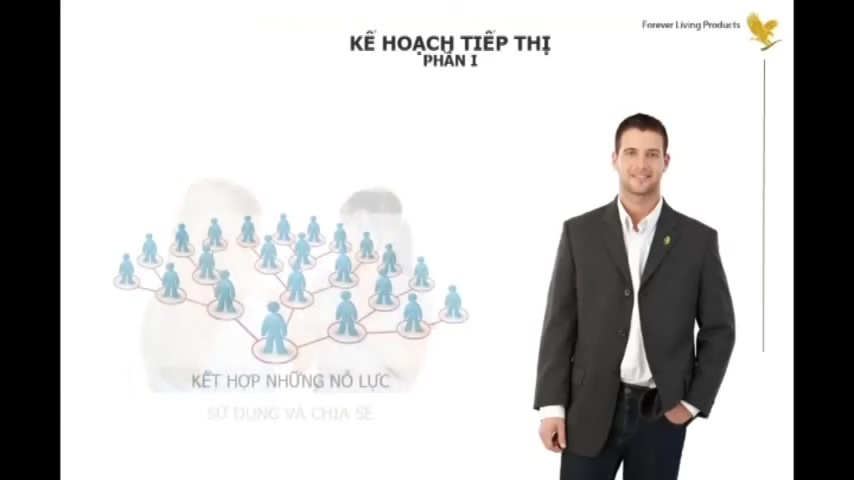 Forever Living Products
KẾ HOẠCH TIẾP THỊ
PHẦN I
KẾT HỢP NHỮNG NỖ LỰC
SỬ DỤNG VÀ CHIA SẺ